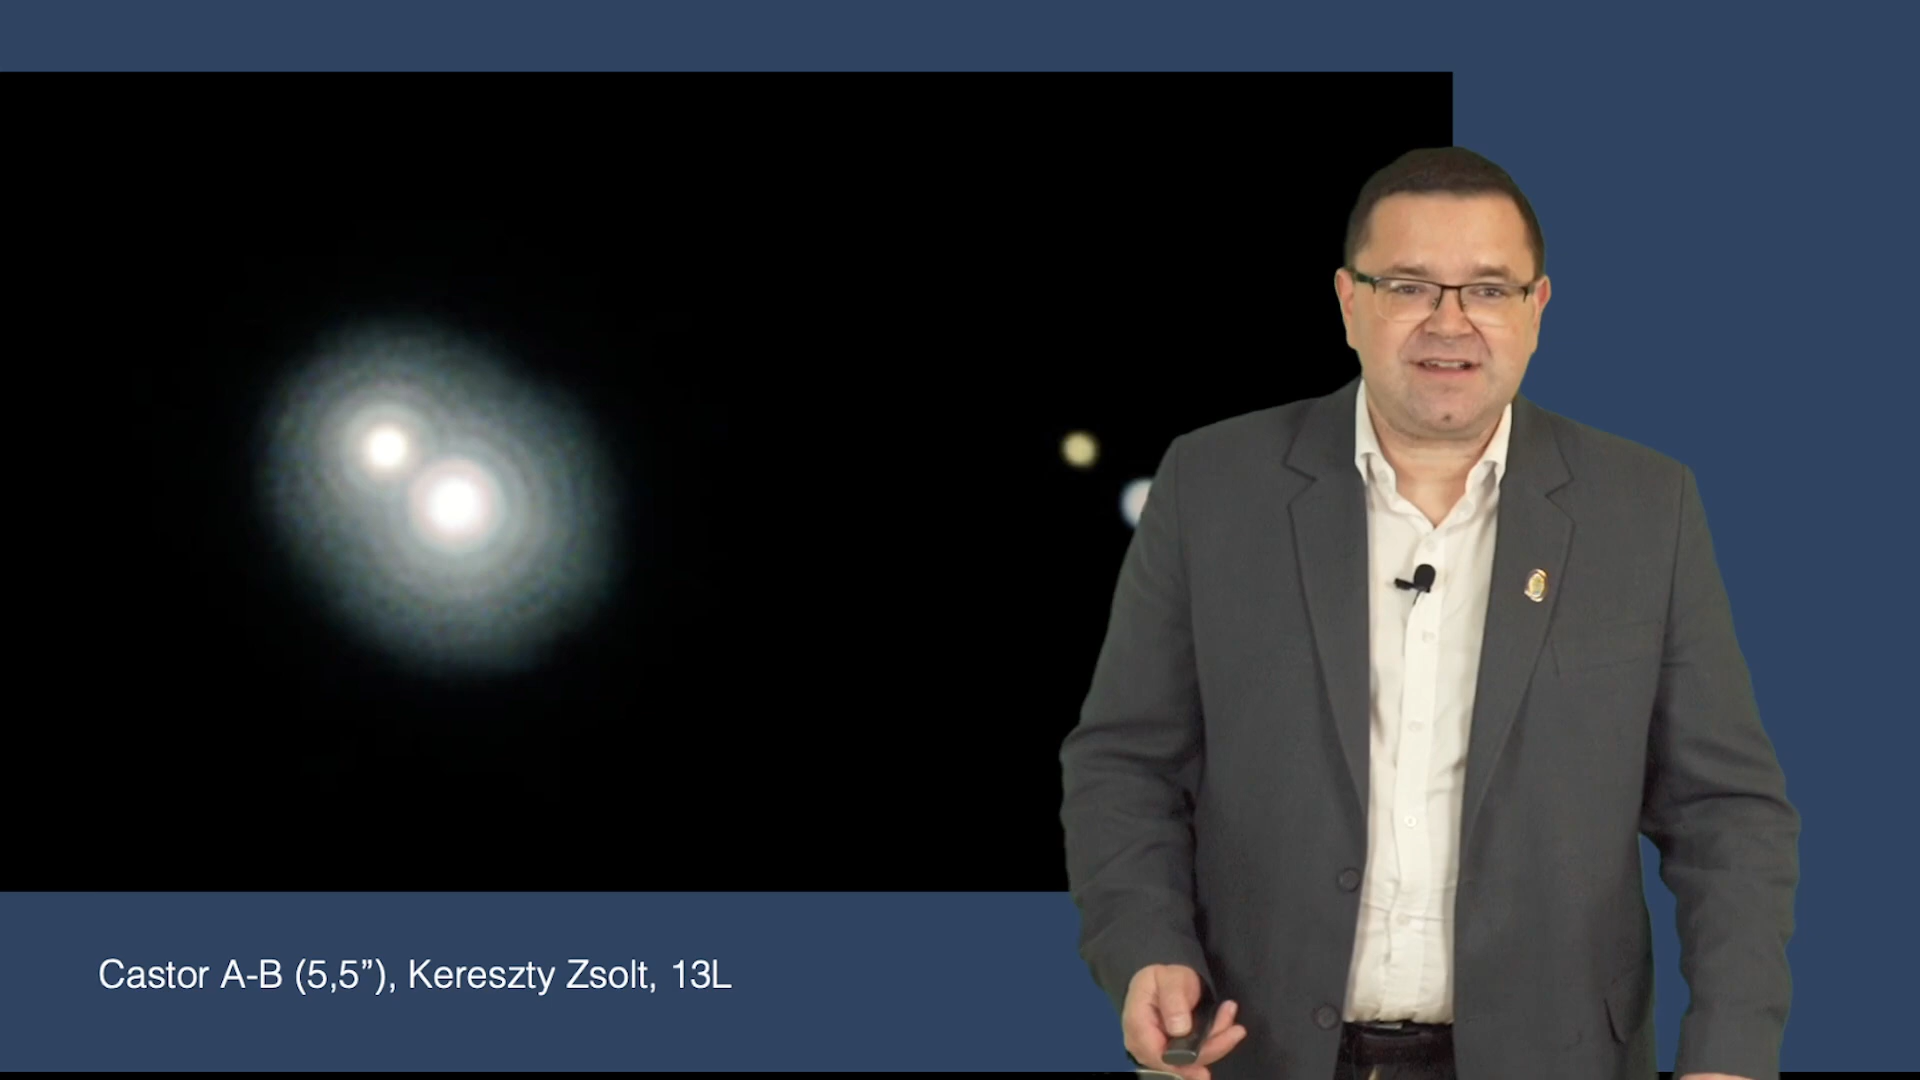 Castor A-B (5,5”), Kereszty Zsolt, 13L